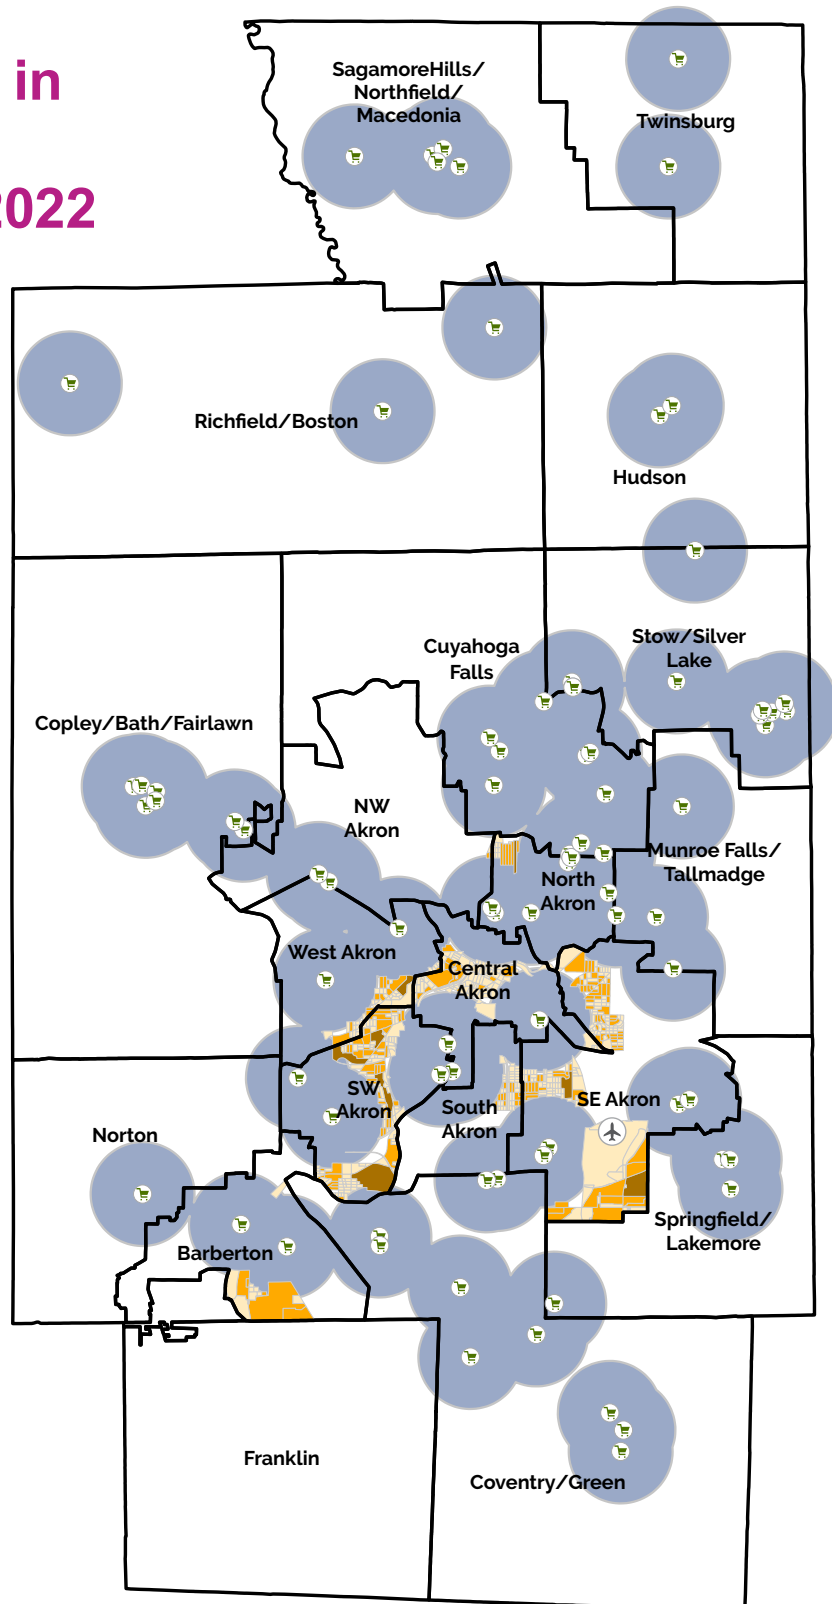 in
2022
SagamoreHills/
Northfield/
Macedonia
Twinsburg
Richfield/Boston
Hudson
Cuyahoga
Falls
Stow/Silver
Lake
Copley/Bath/Fairlawn
NW
Akron
North
Akron
Munroe Falls/
Tallmadge
West Akron
Central
Akron
SW
Akron
South
Akron
SE Akron
Norton
Barberton
Springfield/
Lakemore
Franklin
Coventry/Green